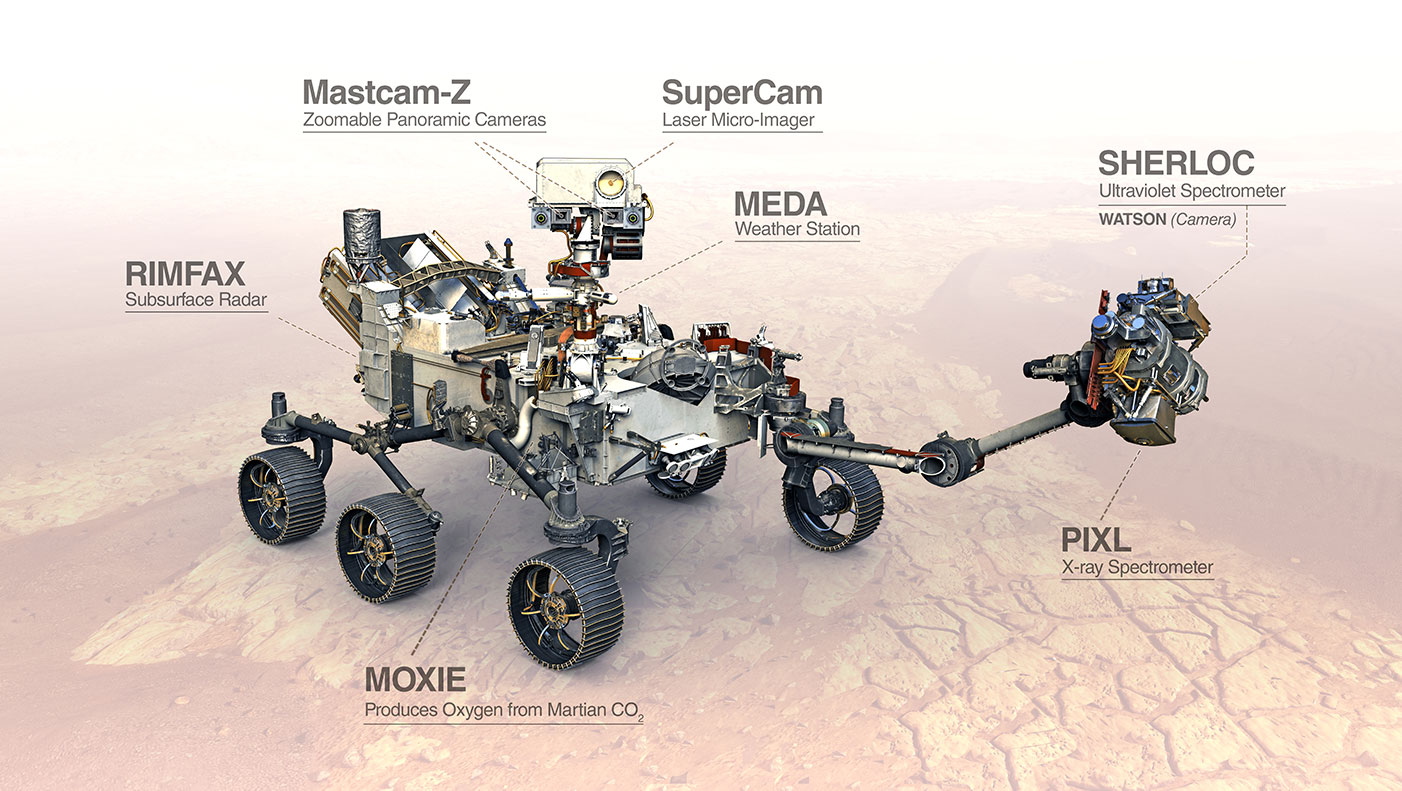 Mastcam-Z
Zoomable Panoramic Cameras
SuperCam
Laser Micro-Imager
SHERLOC
Ultraviolet Spectrometer
WATSON (Camera)
MEDA
Weather Station
RIMFAX
Subsurface Radar
PIXL
X-ray Spectrometer
MOXIE
Produces Oxygen from Martian CO₂